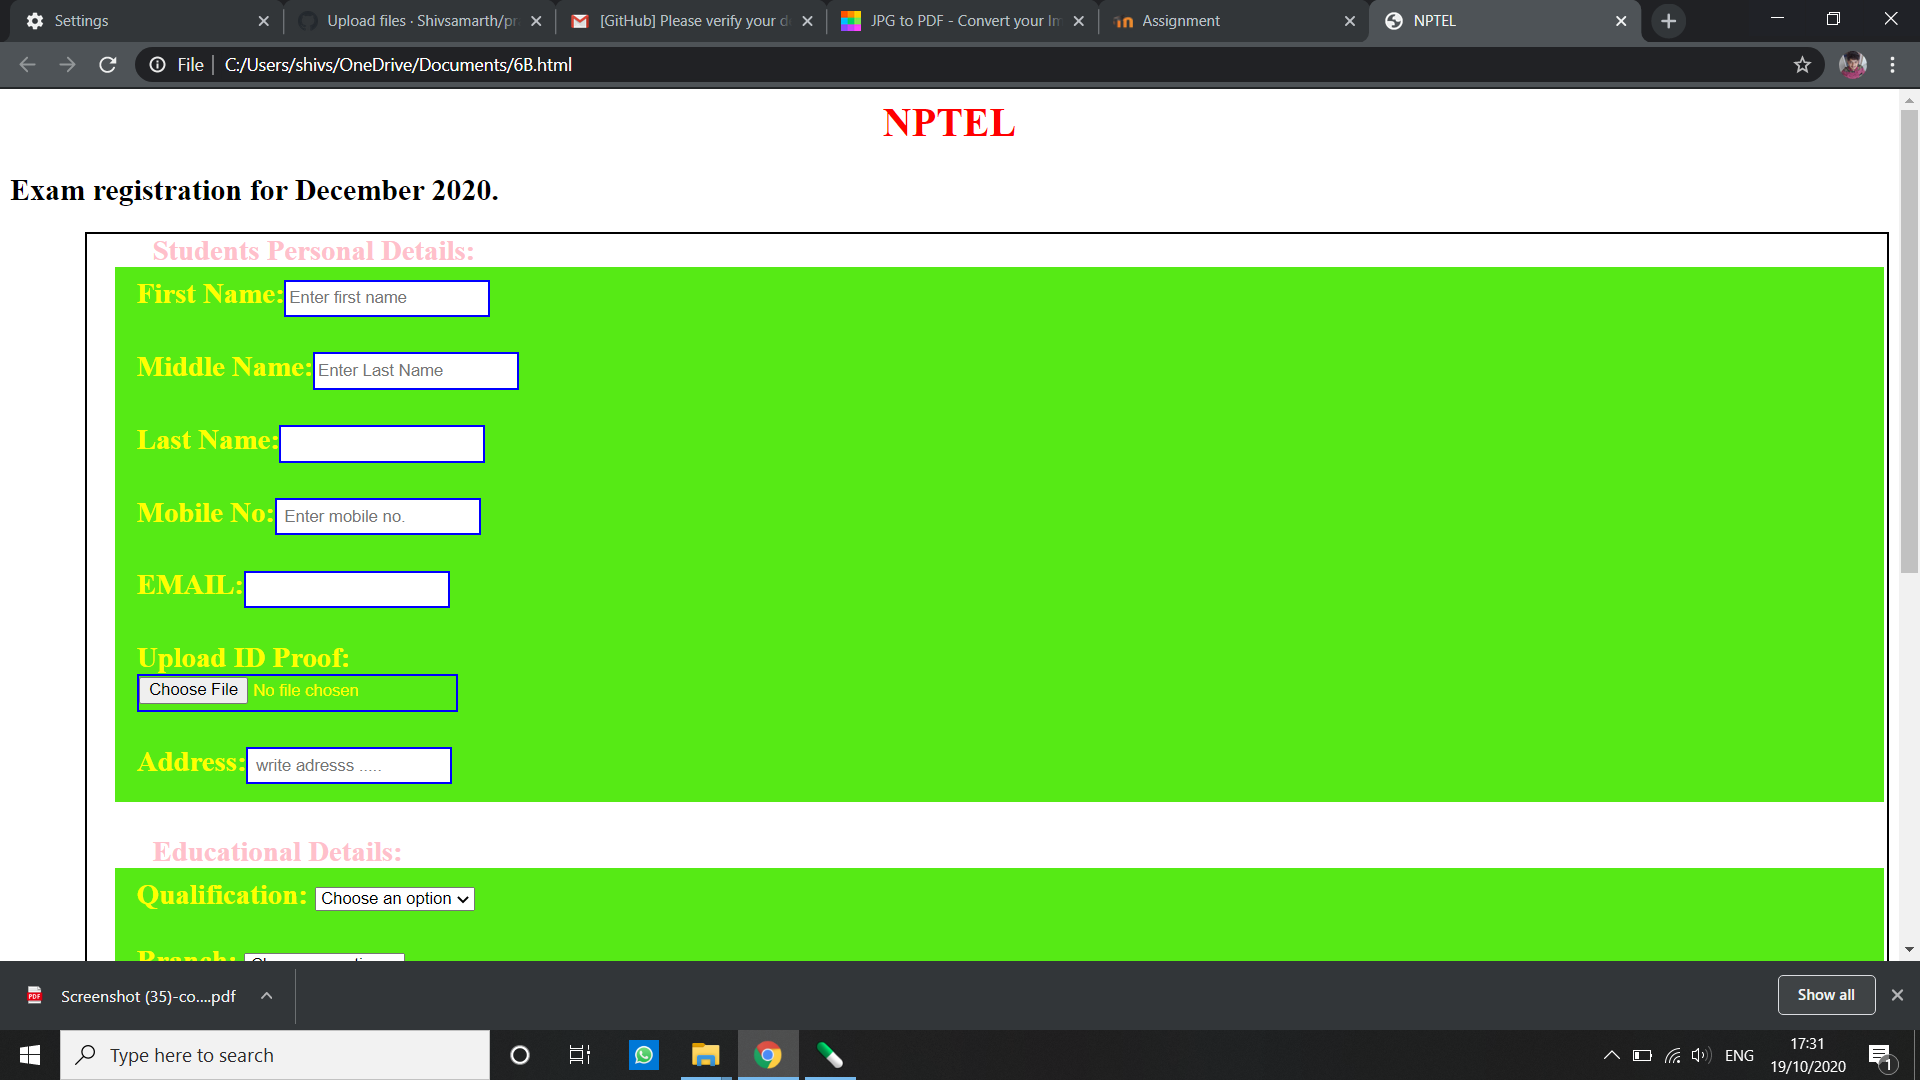 Settings
Upload files · Shivsamarth/pr
[GitHub] Please verify your d
JPG to PDF - Convert your Im
Assignment
NPTEL
File
C:/Users/shivs/OneDrive/Documents/6B.html
NPTEL
Exam registration for December 2020.
Students Personal Details:
First Name: Enter first name
Middle Name: Enter Last Name
Last Name:
Mobile No: Enter mobile no.
EMAIL:
Upload ID Proof:
Choose File No file chosen
Address: write adresss .....
Educational Details:
Qualification: Choose an option
Branch:
PDF
Screenshot (35)-co....pdf
Show all
Type here to search
ENG
17:31
19/10/2020
1